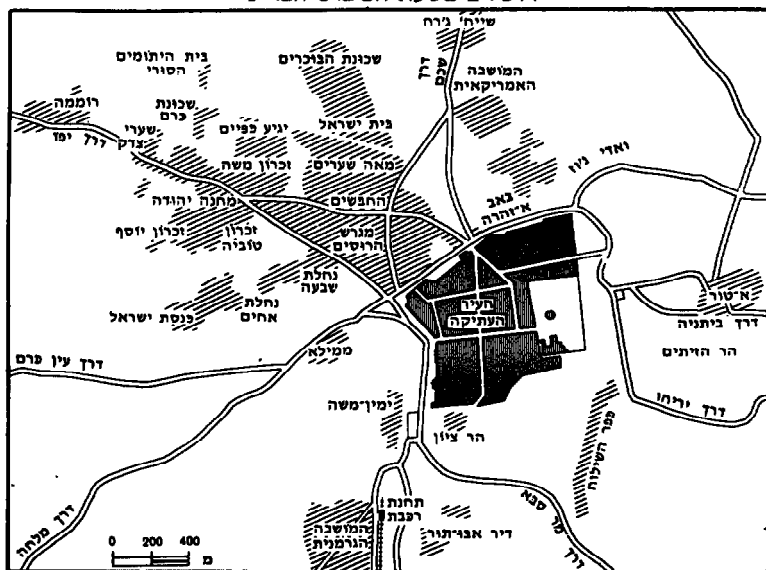 שייח' ג'רח
דרך שכם
המושבה
האמריקאית
בית היתומים
הסורי
שכונת הבוכרים
רוממה
שכונת
כרם
יגיע כפיים
בית ישראל
שערי
צדק
דרך יפו
זכרון משה
מאה שערים
ואדי ג'וז
באב
א-זהרה
מחנה יהודה
החבשים
זכרון יוסף
זכרון
טוביה
מגרש
הרוסים
נחלת
שבעה
נחלת
אחים
כנסת ישראל
העיר
העתיקה
א-טור
דרך ביתניה
הר הזיתים
ממילא
דרך עין כרם
ימין-משה
הר ציון
דרך יריחו
כפר השילוח
דרך מלחה
תחנת
רכבת
המושבה
הגרמנית
דיר אבו-תור
דרך מר סבא
0 200 400 מ